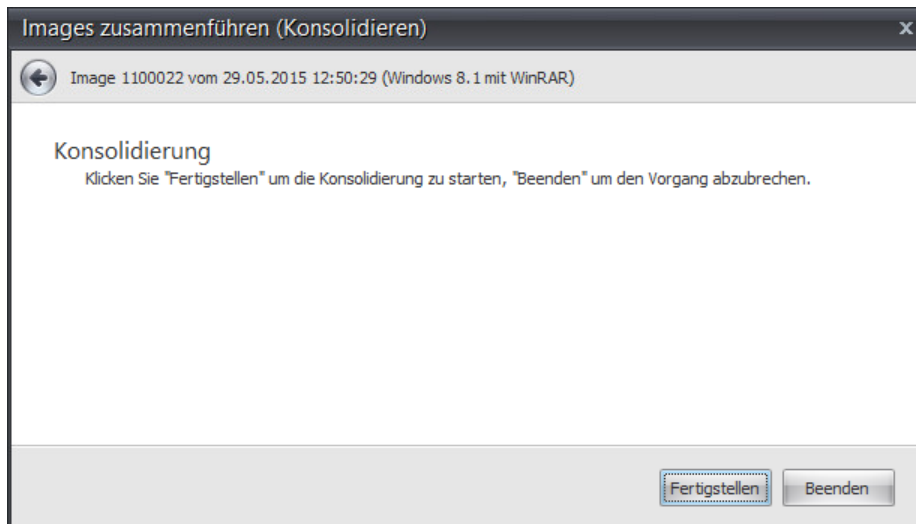 Images zusammenführen (Konsolidieren)
x
Image 1100022 vom 29.05.2015 12:50:29 (Windows 8.1 mit WinRAR)
Konsolidierung
Klicken Sie "Fertigstellen" um die Konsolidierung zu starten, "Beenden" um den Vorgang abzubrechen.
Fertigstellen
Beenden